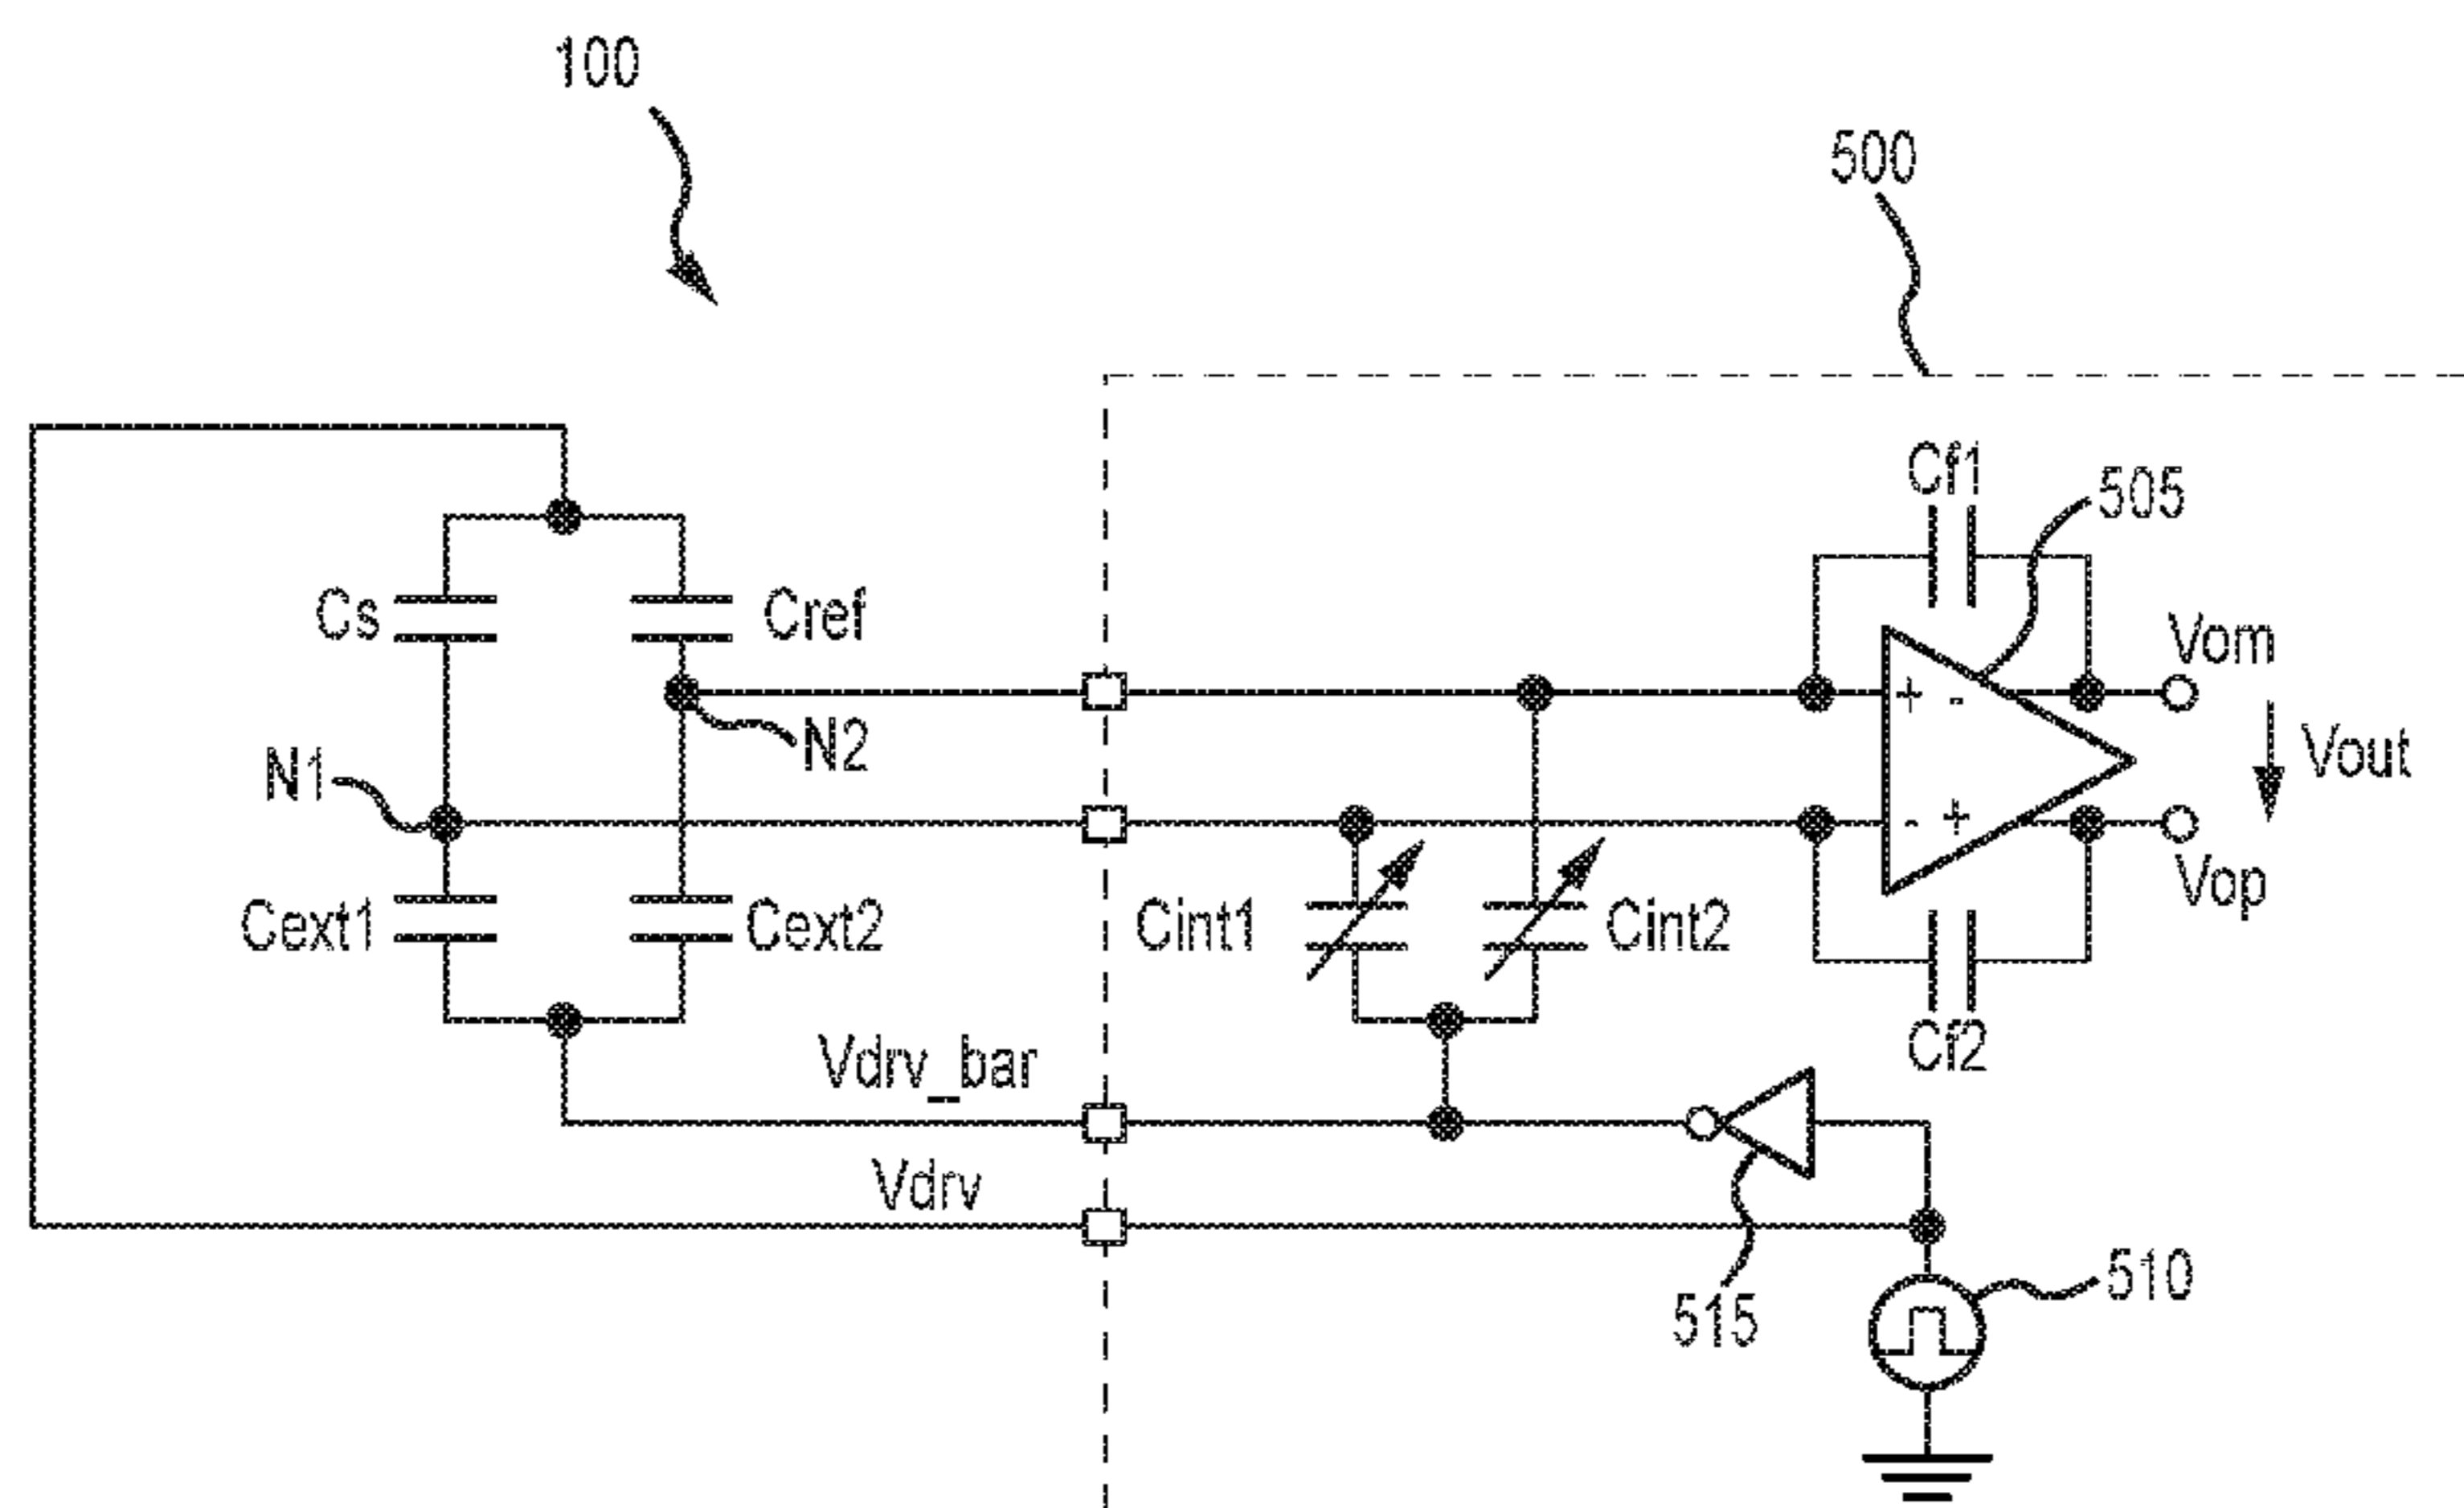 100
500
Cf1
505
Cs
Cref
Vom
N2
N1
Vout
+ -
- +
Vop
Cext1
Cext2
Cint1
Cint2
Cf2
Vdrv_bar
Vdrv
515
510